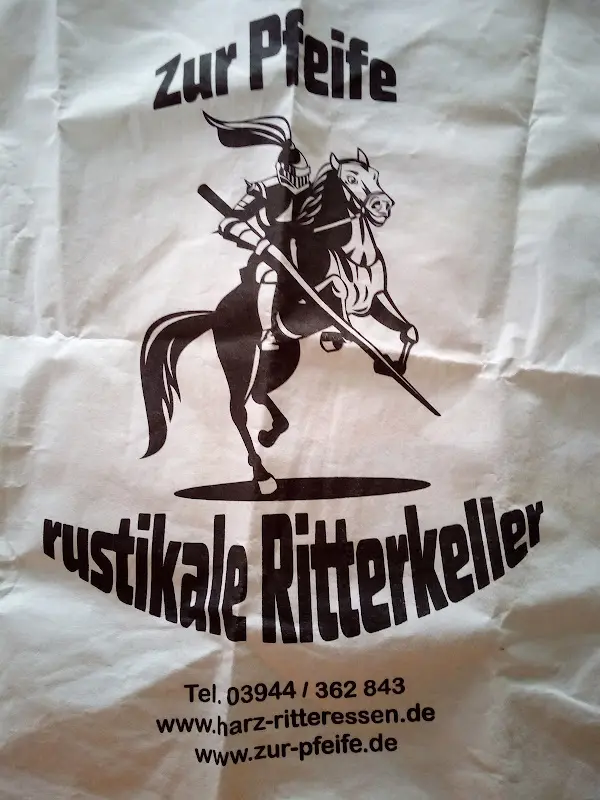 Zur Pfeife
rustikale Ritterkeller
Tel. 03944 / 362 843
www.harz-ritteressen.de
www.zur-pfeife.de